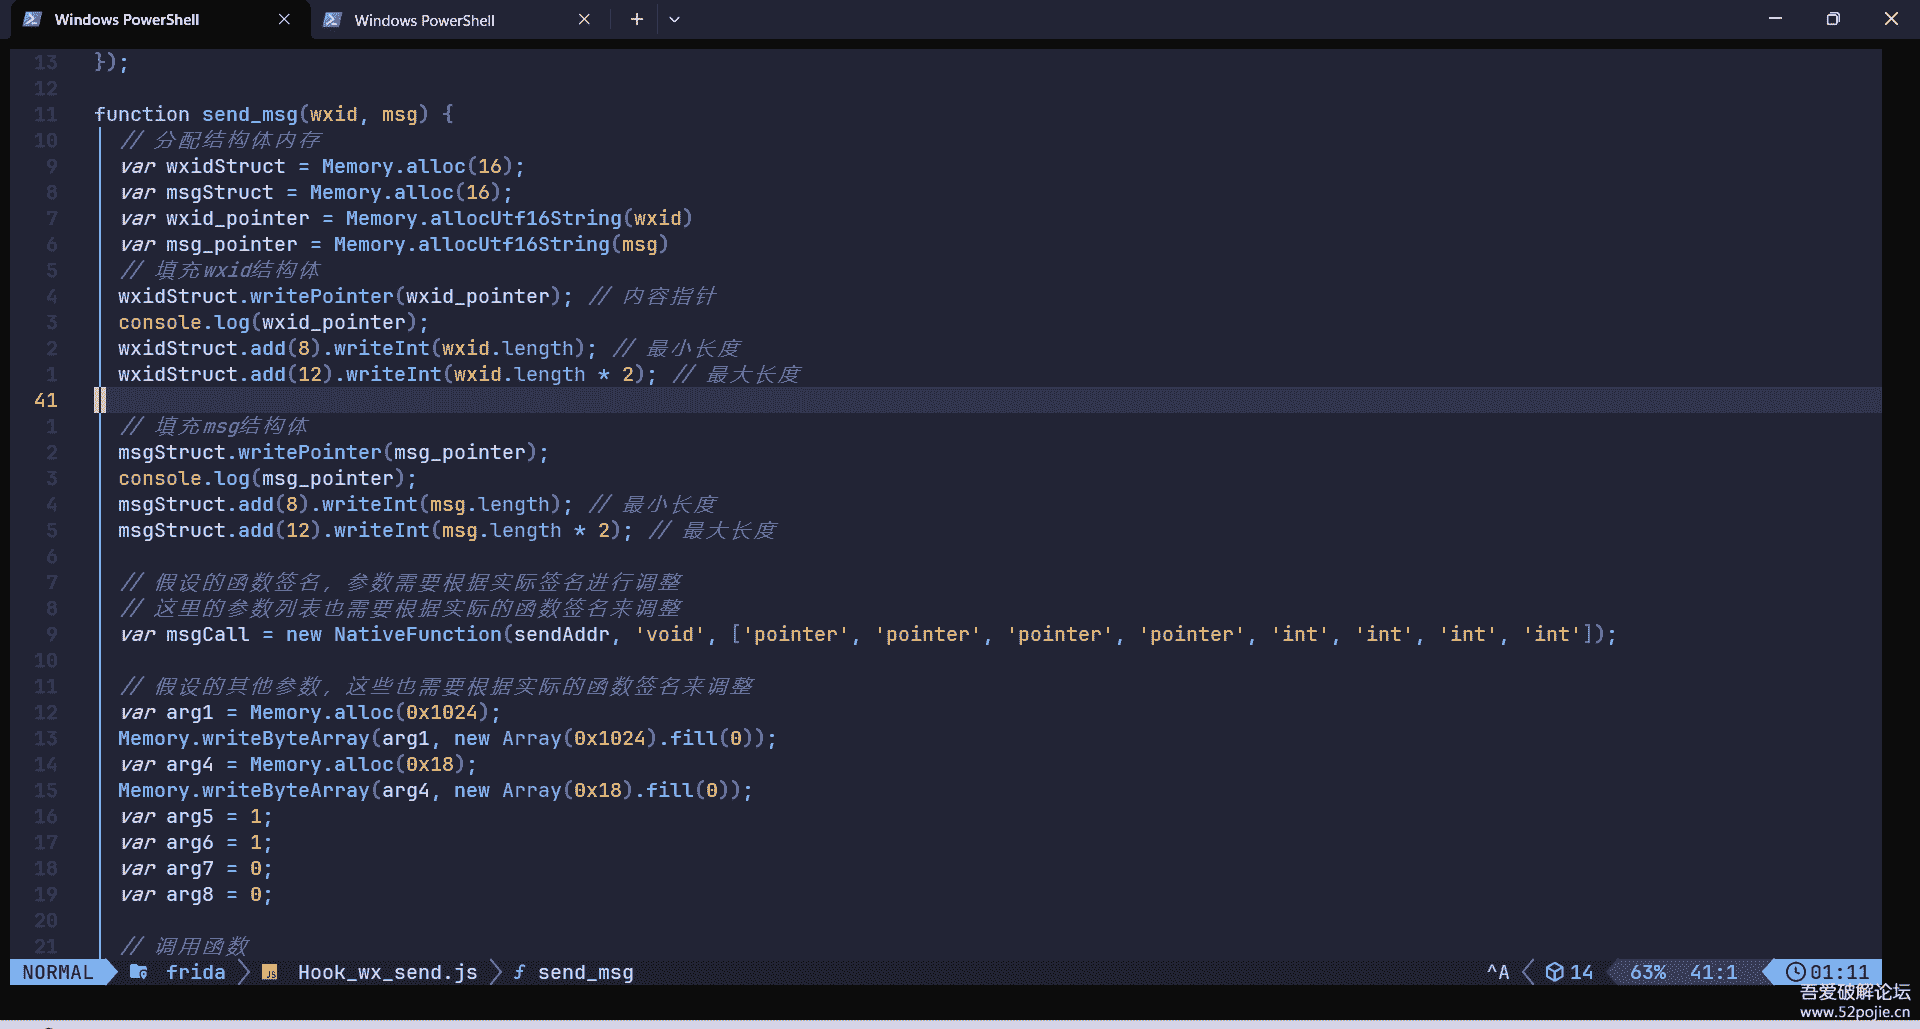 Windows PowerShell
Windows PowerShell
13 });
12
11 function send_msg(wxid, msg) {
10 // 分配结构体内存
9 var wxidStruct = Memory.alloc(16);
8 var msgStruct = Memory.alloc(16);
7 var wxid_pointer = Memory.allocUtf16String(wxid)
6 var msg_pointer = Memory.allocUtf16String(msg)
5 // 填充wxid结构体
4 wxidStruct.writePointer(wxid_pointer); // 内容指针
3 console.log(wxid_pointer);
2 wxidStruct.add(8).writeInt(wxid.length); // 最小长度
1 wxidStruct.add(12).writeInt(wxid.length * 2); // 最大长度
41
1 // 填充msg结构体
2 msgStruct.writePointer(msg_pointer);
3 console.log(msg_pointer);
4 msgStruct.add(8).writeInt(msg.length); // 最小长度
5 msgStruct.add(12).writeInt(msg.length * 2); // 最大长度
6
7 // 假设的函数签名，参数需要根据实际签名进行调整
8 // 这里的参数列表也需要根据实际的函数签名来调整
9 var msgCall = new NativeFunction(sendAddr, 'void', ['pointer', 'pointer', 'pointer', 'pointer', 'int', 'int', 'int', 'int']);
10
11 // 假设的其他参数，这些也需要根据实际的函数签名来调整
12 var arg1 = Memory.alloc(0x1024);
13 Memory.writeByteArray(arg1, new Array(0x1024).fill(0));
14 var arg4 = Memory.alloc(0x18);
15 Memory.writeByteArray(arg4, new Array(0x18).fill(0));
16 var arg5 = 1;
17 var arg6 = 1;
18 var arg7 = 0;
19 var arg8 = 0;
20
21 // 调用函数
NORMAL frida JS Hook_wx_send.js f send_msg ^A 14 63% 41:1 01:11
吾爱破解论坛
www.52pojie.cn